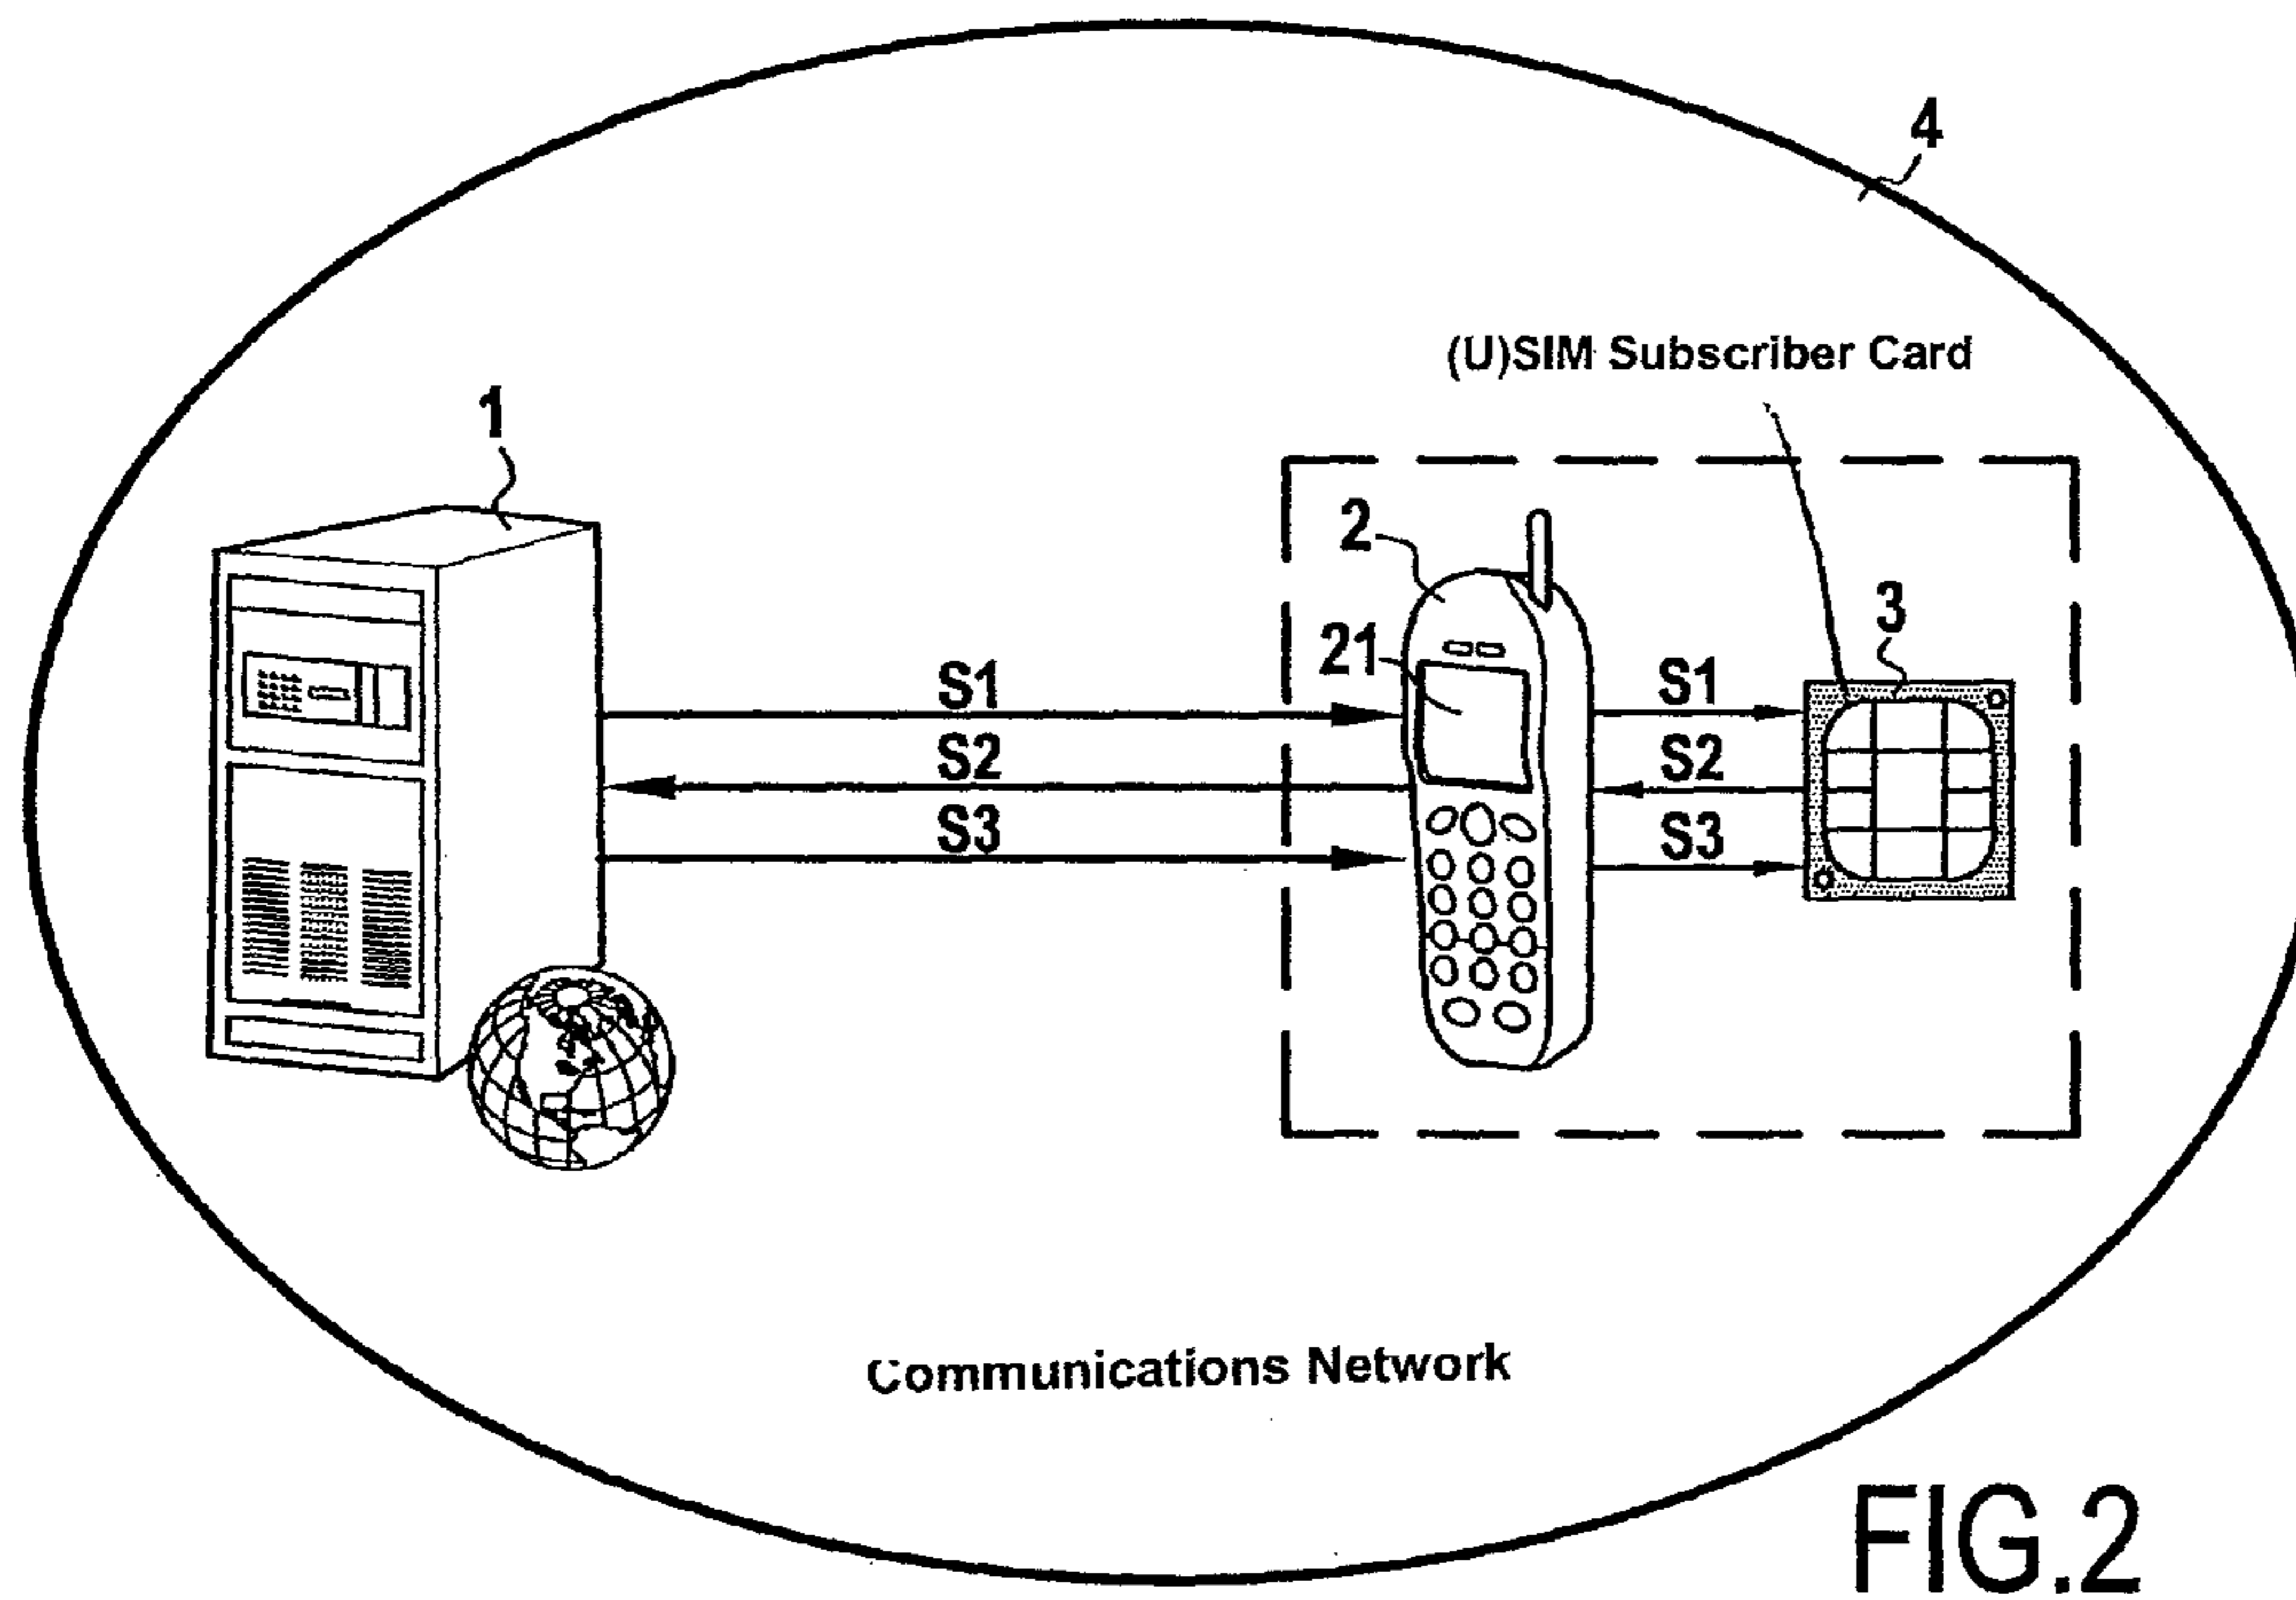 4
(U)SIM Subscriber Card
1
2
3
21
S1
S1
S2
S2
S3
S3
Communications Network
FIG.2